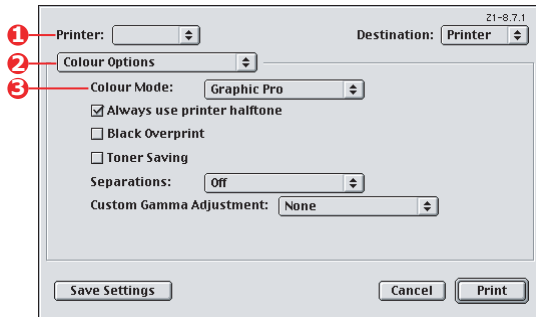 Z1-8.7.1
1 Printer: Destination: Printer
2 Colour Options
3 Colour Mode: Graphic Pro
Always use printer halftone
Black Overprint
Toner Saving
Separations: Off
Custom Gamma Adjustment: None
Save Settings Cancel Print